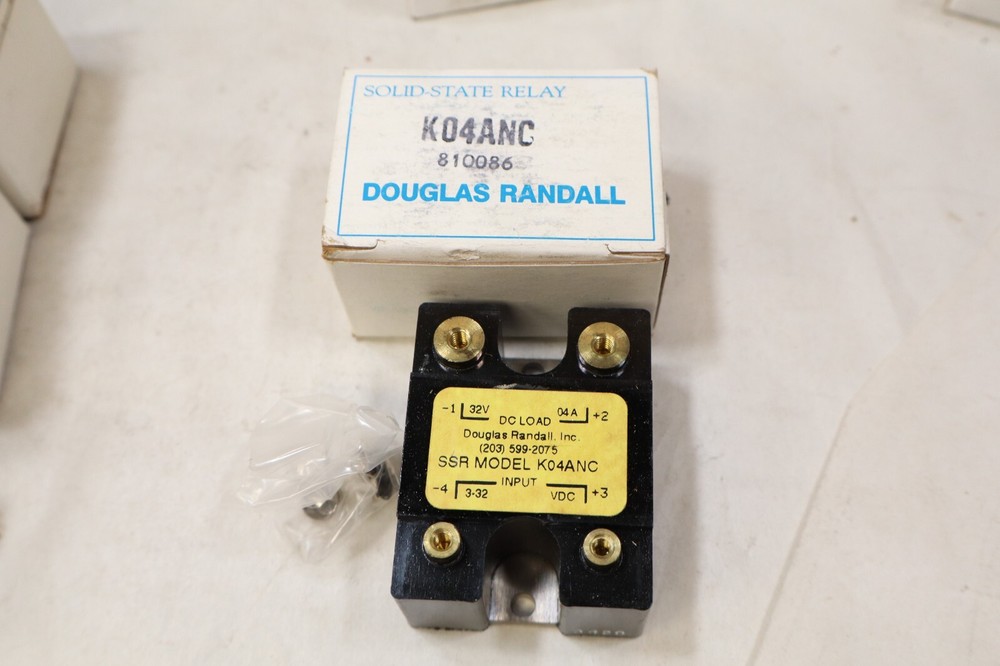 SOLID-STATE RELAY
K04ANC
810086
DOUGLAS RANDALL
-1 32V DC LOAD 04A +2
Douglas Randall, Inc.
(203) 599-2075
SSR MODEL K04ANC
-4 3-32 INPUT VDC +3